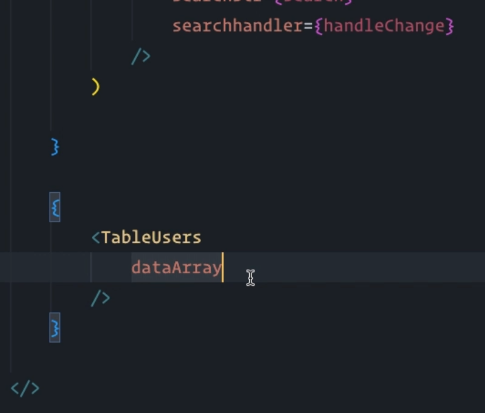 searchhandler={handleChange}
/>
)
}
{
<TableUsers
dataArray
/>
}
</>